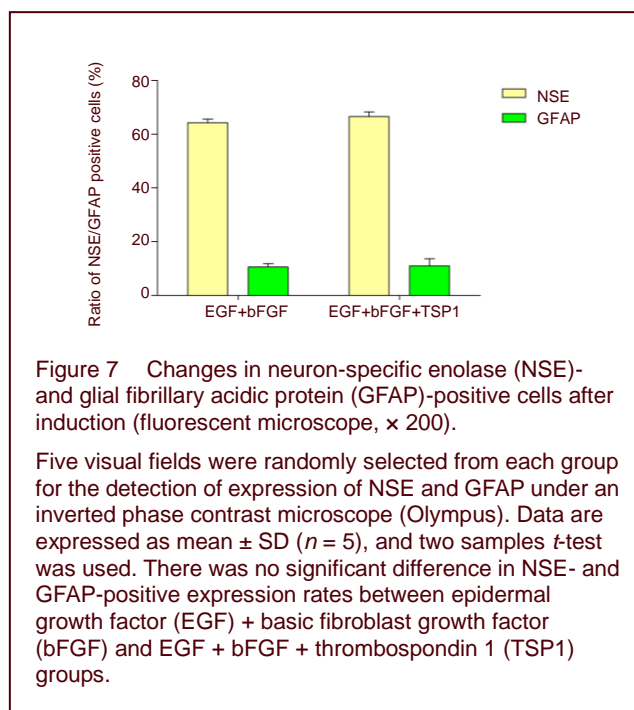 Ratio of NSE/GFAP positive cells (%)
80
60
40
20
0
EGF+bFGF
EGF+bFGF+TSP1
NSE
GFAP
Figure 7 Changes in neuron-specific enolase (NSE)-
and glial fibrillary acidic protein (GFAP)-positive cells after
induction (fluorescent microscope, × 200).
Five visual fields were randomly selected from each group
for the detection of expression of NSE and GFAP under an
inverted phase contrast microscope (Olympus). Data are
expressed as mean ± SD (n = 5), and two samples t-test
was used. There was no significant difference in NSE- and
GFAP-positive expression rates between epidermal
growth factor (EGF) + basic fibroblast growth factor
(bFGF) and EGF + bFGF + thrombospondin 1 (TSP1)
groups.